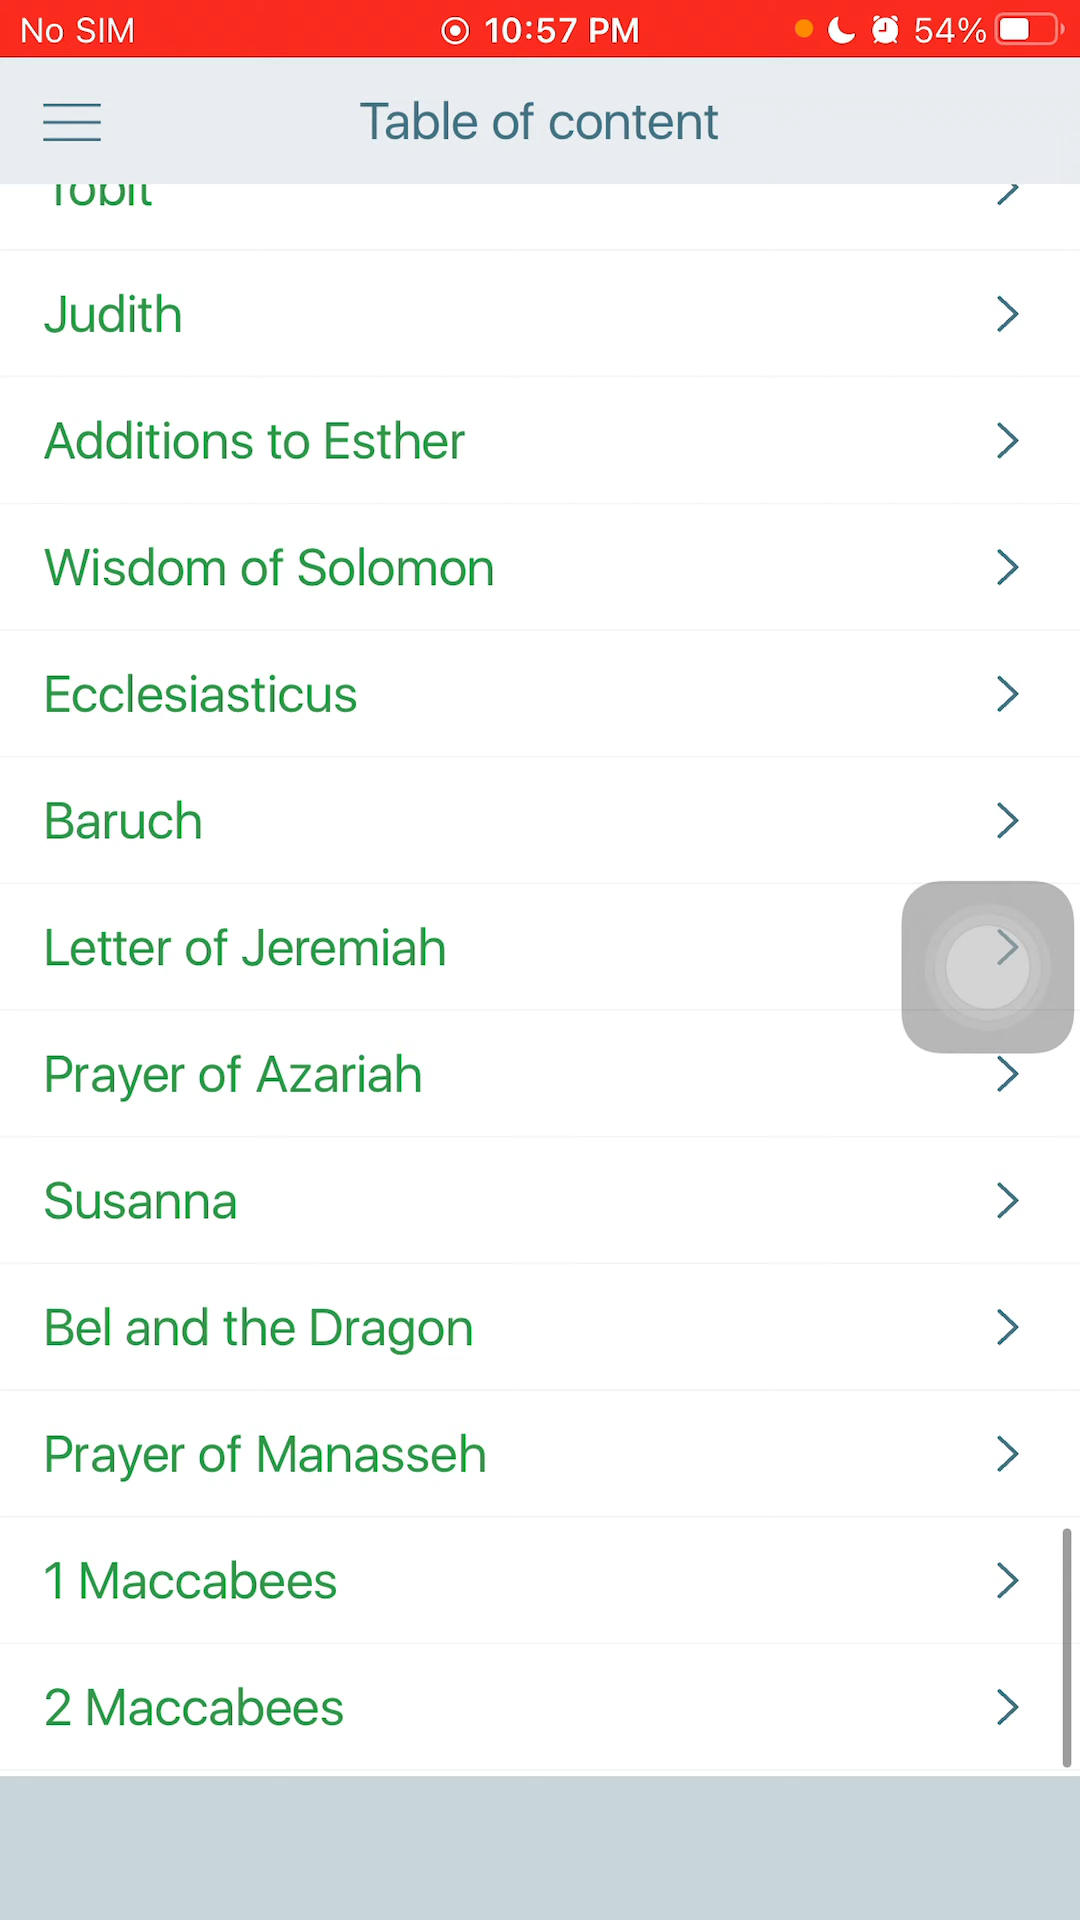 No SIM 10:57 PM 54%
Table of content
Tobit
Judith
Additions to Esther
Wisdom of Solomon
Ecclesiasticus
Baruch
Letter of Jeremiah
Prayer of Azariah
Susanna
Bel and the Dragon
Prayer of Manasseh
1 Maccabees
2 Maccabees